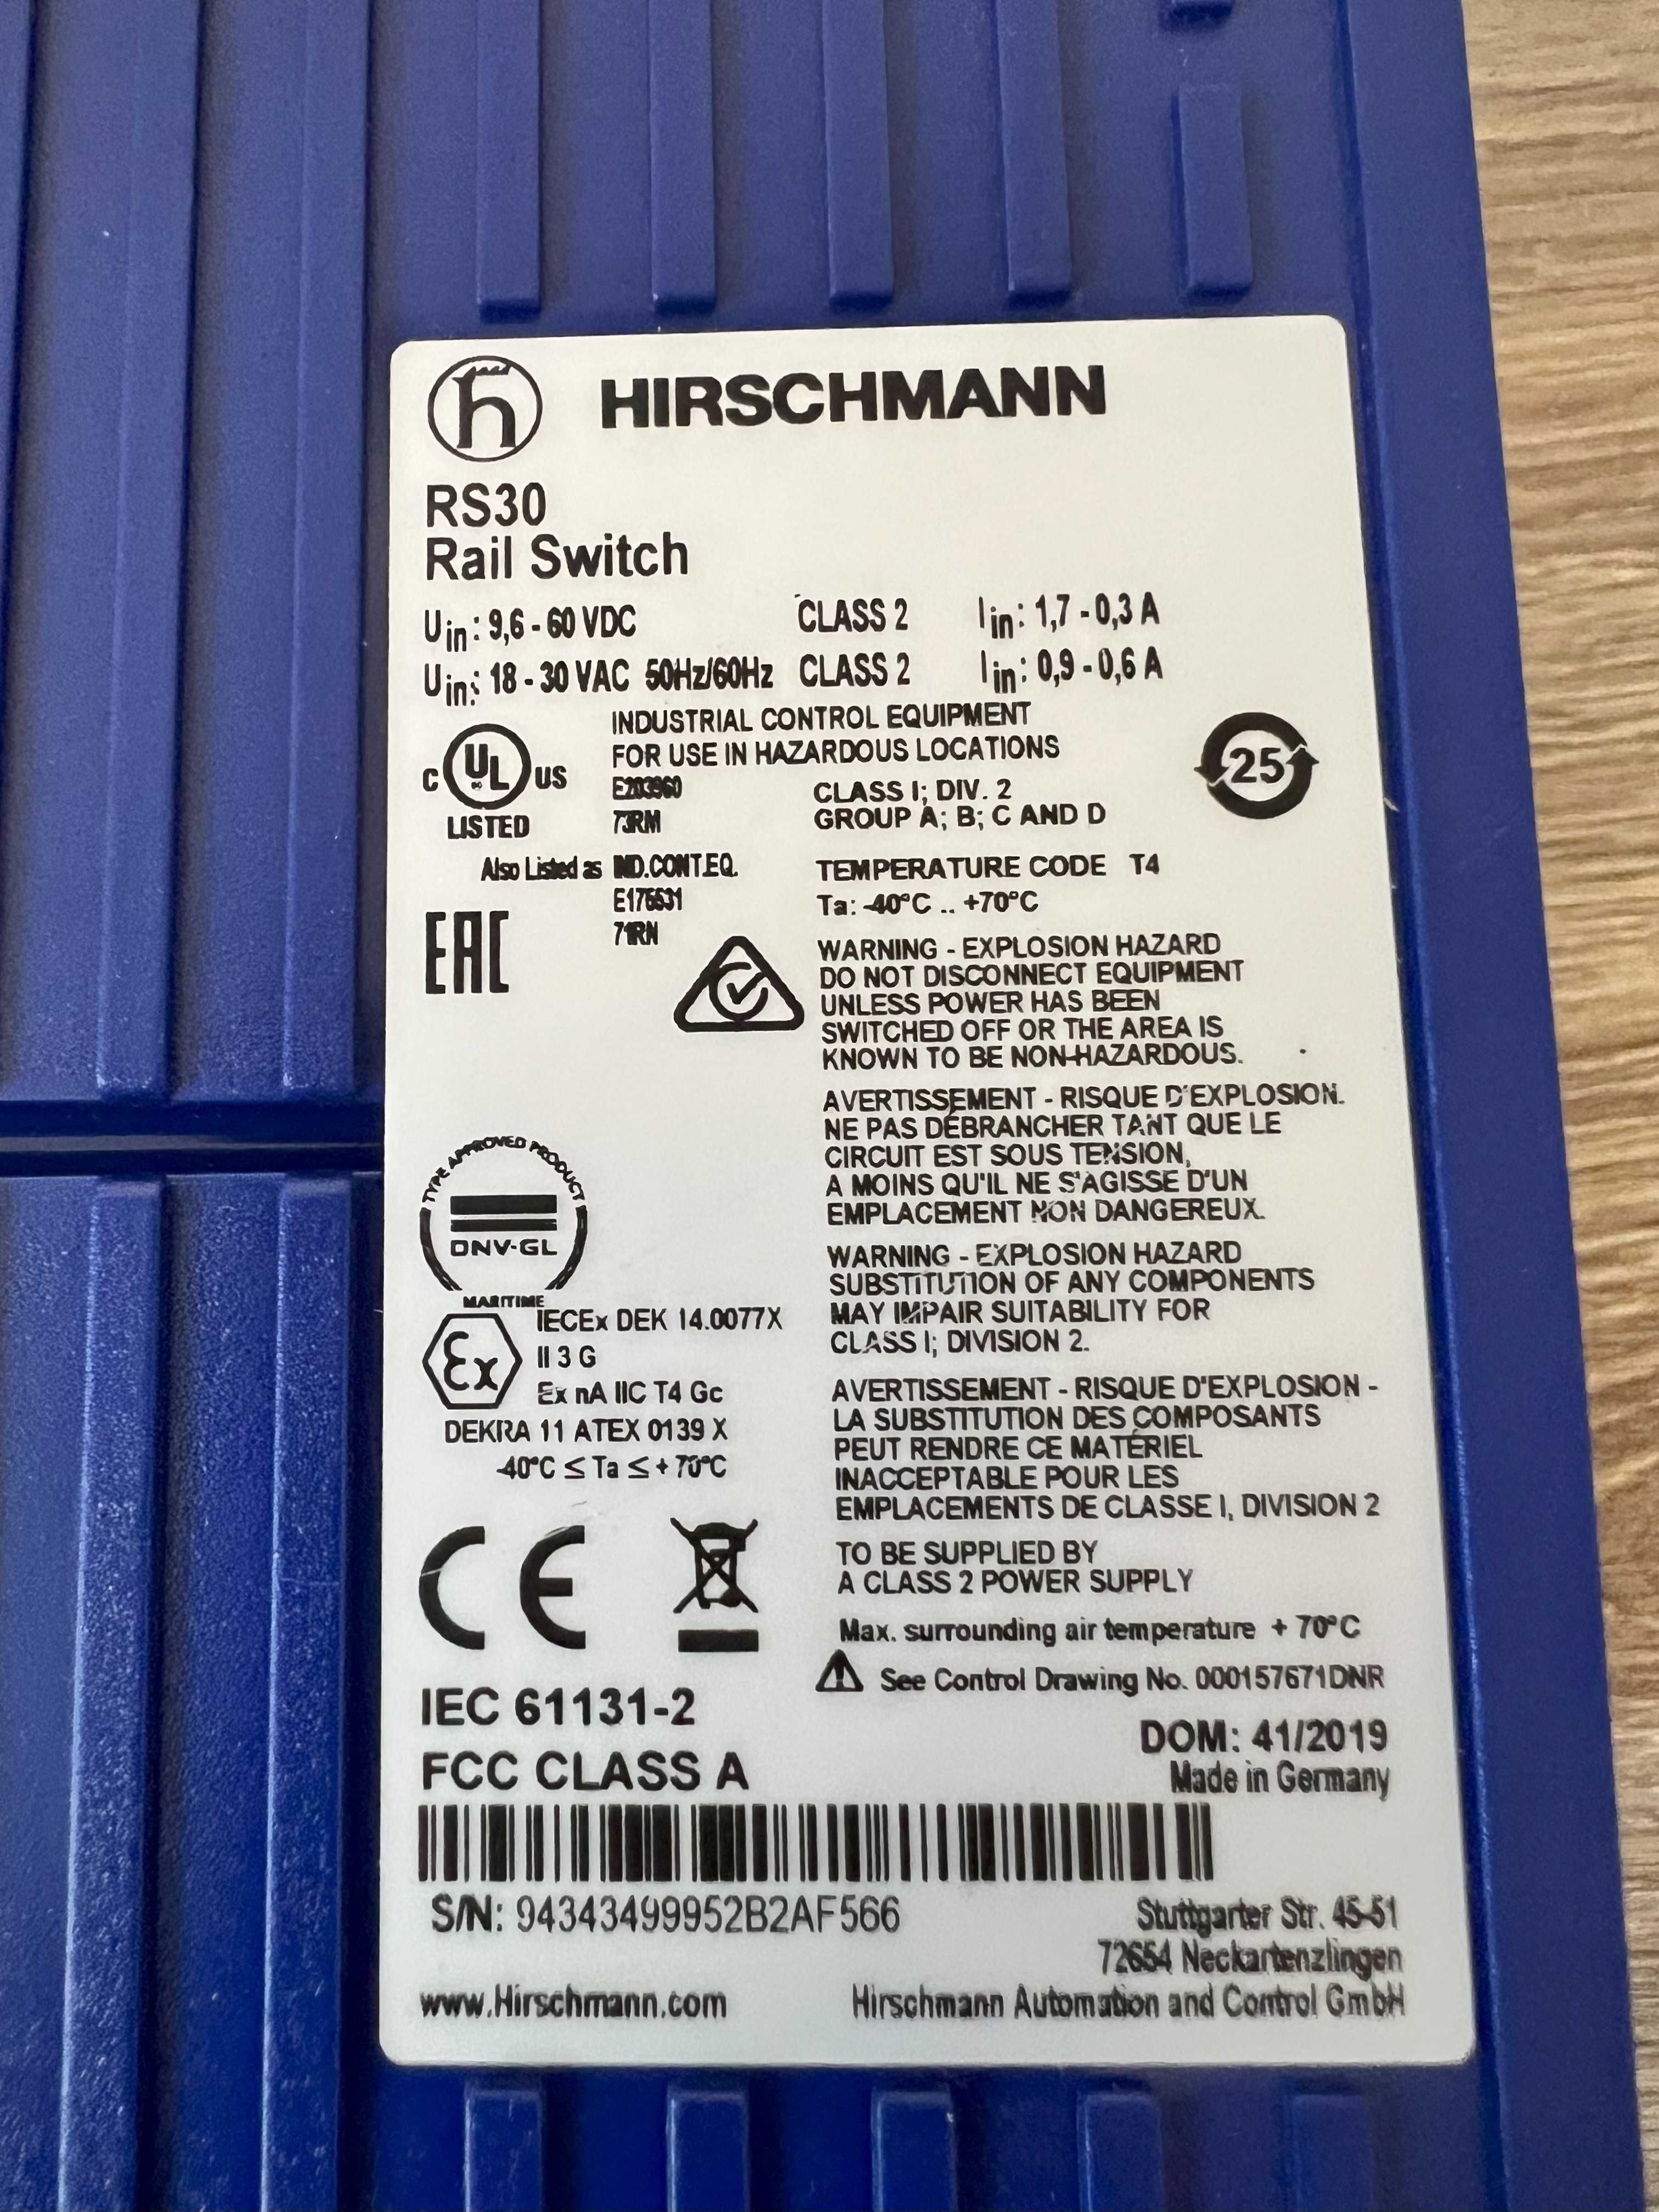 HIRSCHMANN
RS30
Rail Switch
Uin: 9,6 - 60 VDC CLASS 2 Iin: 1,7 - 0,3 A
Uin: 18 - 30 VAC 50Hz/60Hz CLASS 2 Iin: 0,9 - 0,6 A
C UL US
LISTED
INDUSTRIAL CONTROL EQUIPMENT
FOR USE IN HAZARDOUS LOCATIONS
E203960
73RM
CLASS I; DIV. 2
GROUP A; B; C AND D
25
Also Listed as IND.CONT.EQ.
E175531
71RN
TEMPERATURE CODE T4
Ta: -40°C .. +70°C
EAC
WARNING - EXPLOSION HAZARD
DO NOT DISCONNECT EQUIPMENT
UNLESS POWER HAS BEEN
SWITCHED OFF OR THE AREA IS
KNOWN TO BE NON-HAZARDOUS.
AVERTISSEMENT - RISQUE D'EXPLOSION.
NE PAS DÉBRANCHER TANT QUE LE
CIRCUIT EST SOUS TENSION,
A MOINS QU'IL NE S'AGISSE D'UN
EMPLACEMENT NON DANGEREUX.
TYPE APPROVED PRODUCT
DNV·GL
MARITIME
WARNING - EXPLOSION HAZARD
SUBSTITUTION OF ANY COMPONENTS
MAY IMPAIR SUITABILITY FOR
CLASS I; DIVISION 2.
Ex
IECEx DEK 14.0077X
II 3 G
Ex nA IIC T4 Gc
DEKRA 11 ATEX 0139 X
-40°C ≤ Ta ≤ + 70°C
AVERTISSEMENT - RISQUE D'EXPLOSION -
LA SUBSTITUTION DES COMPOSANTS
PEUT RENDRE CE MATÉRIEL
INACCEPTABLE POUR LES
EMPLACEMENTS DE CLASSE I, DIVISION 2
CE
TO BE SUPPLIED BY
A CLASS 2 POWER SUPPLY
Max. surrounding air temperature + 70°C
See Control Drawing No. 000157671DNR
IEC 61131-2
FCC CLASS A
DOM: 41/2019
Made in Germany
S/N: 94343499952B2AF566
Stuttgarter Str. 45-51
72654 Neckartenzlingen
www.Hirschmann.com Hirschmann Automation and Control GmbH